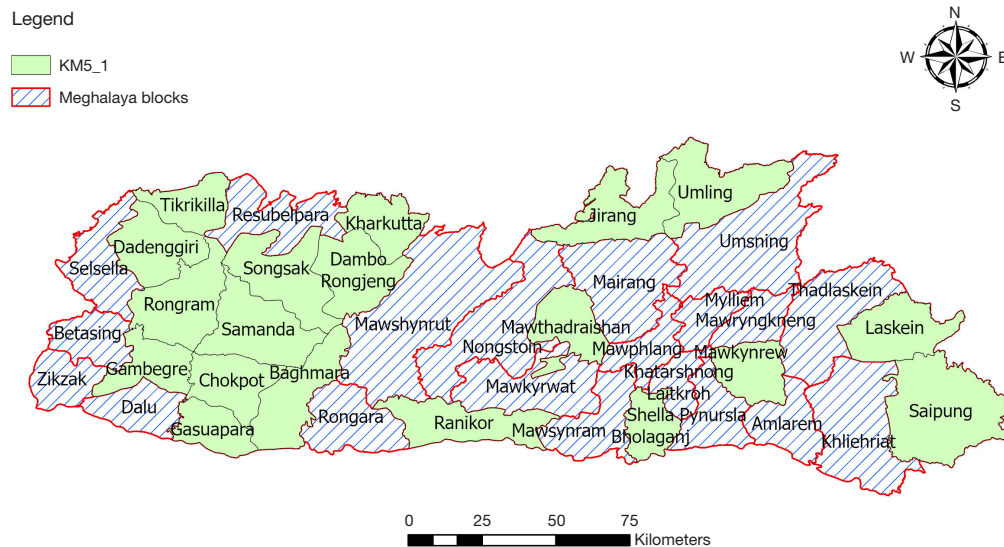 Legend
KM5_1
Meghalaya blocks
N
W
E
S
Tikrikilla
Resubelpara
Kharkutta
Umling
Jirang
Dadenggiri
Selsella
Songsak
Dambo
Rongjeng
Umsning
Mairang
Thadlaskein
Rongram
Mylliem
Mawryngkneng
Betasing
Samanda
Mawshynrut
Mawthadraishan
Laskein
Nongstoin
Mawphlang
Mawkynrew
Zikzak
Gambegre
Chokpot
Baghmara
Mawkyrwat
Khatarshnong
Laitkroh
Dalu
Rongara
Ranikor
Shella
Bholaganj
Pynursla
Saipung
Gasuapara
Mawsynram
Amlarem
Khliehriat
0 25 50 75
Kilometers